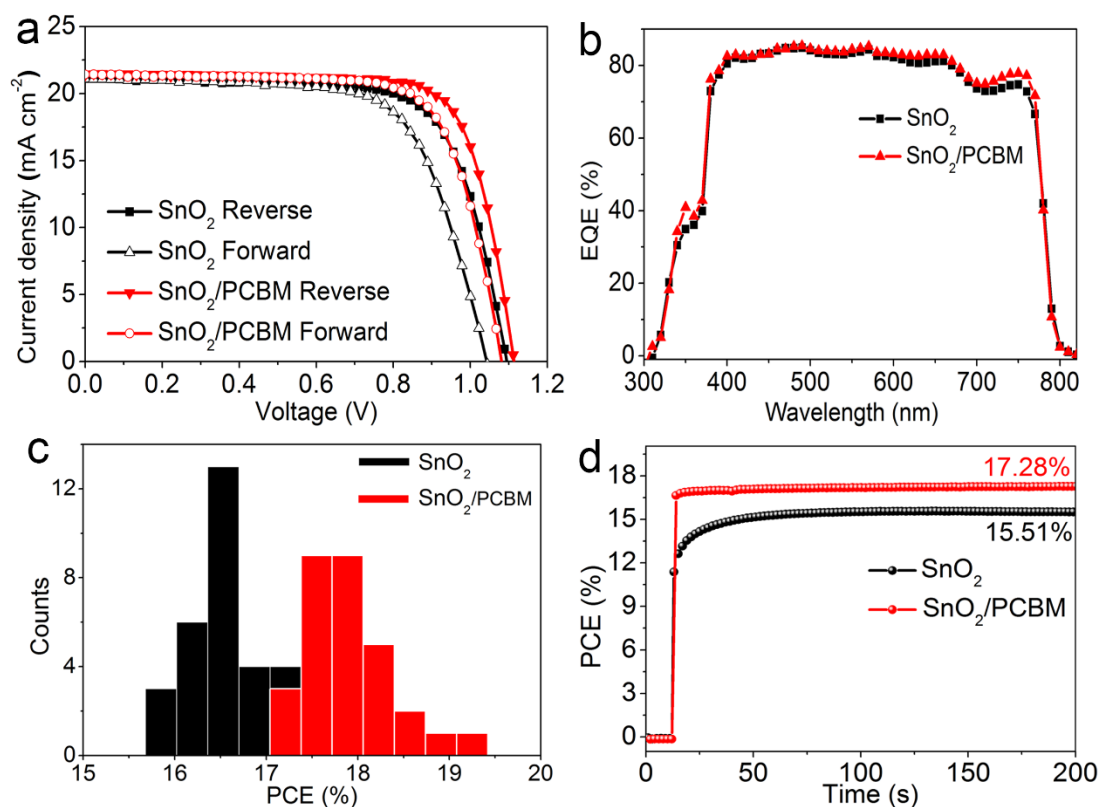 a
Current density (mA cm⁻²)
25
20
15
10
5
0
0.0 0.2 0.4 0.6 0.8 1.0 1.2
Voltage (V)
SnO₂ Reverse
SnO₂ Forward
SnO₂/PCBM Reverse
SnO₂/PCBM Forward
b
EQE (%)
80
60
40
20
0
300 400 500 600 700 800
Wavelength (nm)
SnO₂
SnO₂/PCBM
c
Counts
12
8
4
0
15 16 17 18 19 20
PCE (%)
SnO₂
SnO₂/PCBM
d
PCE (%)
18
15
12
9
6
3
0
0 50 100 150 200
Time (s)
17.28%
15.51%
SnO₂
SnO₂/PCBM